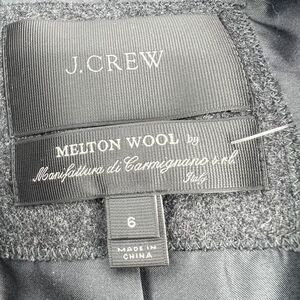 J.CREW
MELTON WOOL by
Manifattura di Carmignano s.r.l.
Italy
6
MADE IN
CHINA